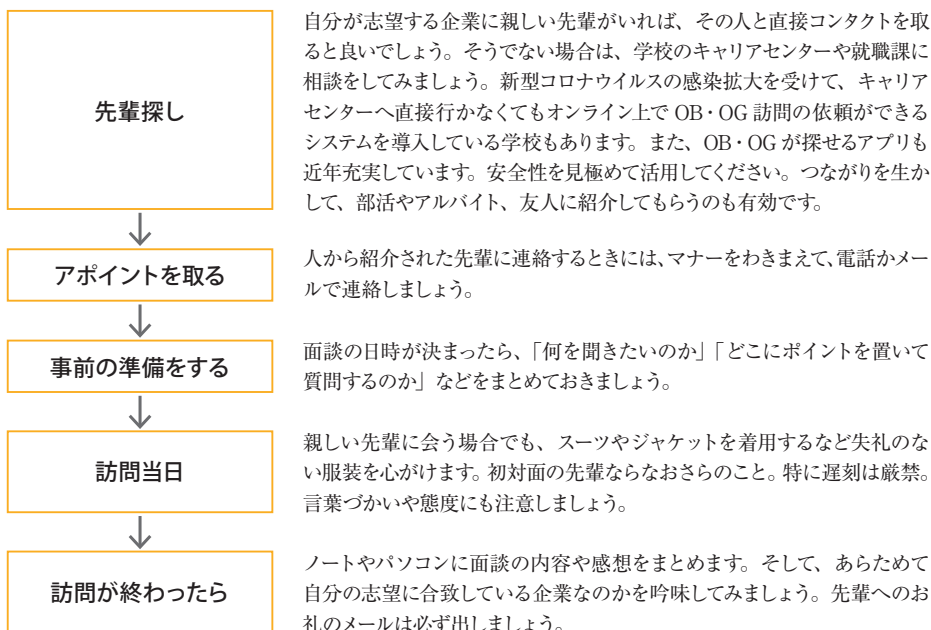 先輩探し
自分が志望する企業に親しい先輩がいれば、その人と直接コンタクトを取
ると良いでしょう。そうでない場合は、学校のキャリアセンターや就職課に
相談をしてみましょう。新型コロナウイルスの感染拡大を受けて、キャリア
センターへ直接行かなくてもオンライン上で OB・OG 訪問の依頼ができる
システムを導入している学校もあります。また、OB・OG が探せるアプリも
近年充実しています。安全性を見極めて活用してください。つながりを生か
して、部活やアルバイト、友人に紹介してもらうのも有効です。
アポイントを取る
人から紹介された先輩に連絡するときには、マナーをわきまえて、電話かメー
ルで連絡しましょう。
事前の準備をする
面談の日時が決まったら、「何を聞きたいのか」「どこにポイントを置いて
質問するのか」などをまとめておきましょう。
訪問当日
親しい先輩に会う場合でも、スーツやジャケットを着用するなど失礼のな
い服装を心がけます。初対面の先輩ならなおさらのこと。特に遅刻は厳禁。
言葉づかいや態度にも注意しましょう。
訪問が終わったら
ノートやパソコンに面談の内容や感想をまとめます。そして、あらためて
自分の志望に合致している企業なのかを吟味してみましょう。先輩へのお
礼のメールは必ず出しましょう。